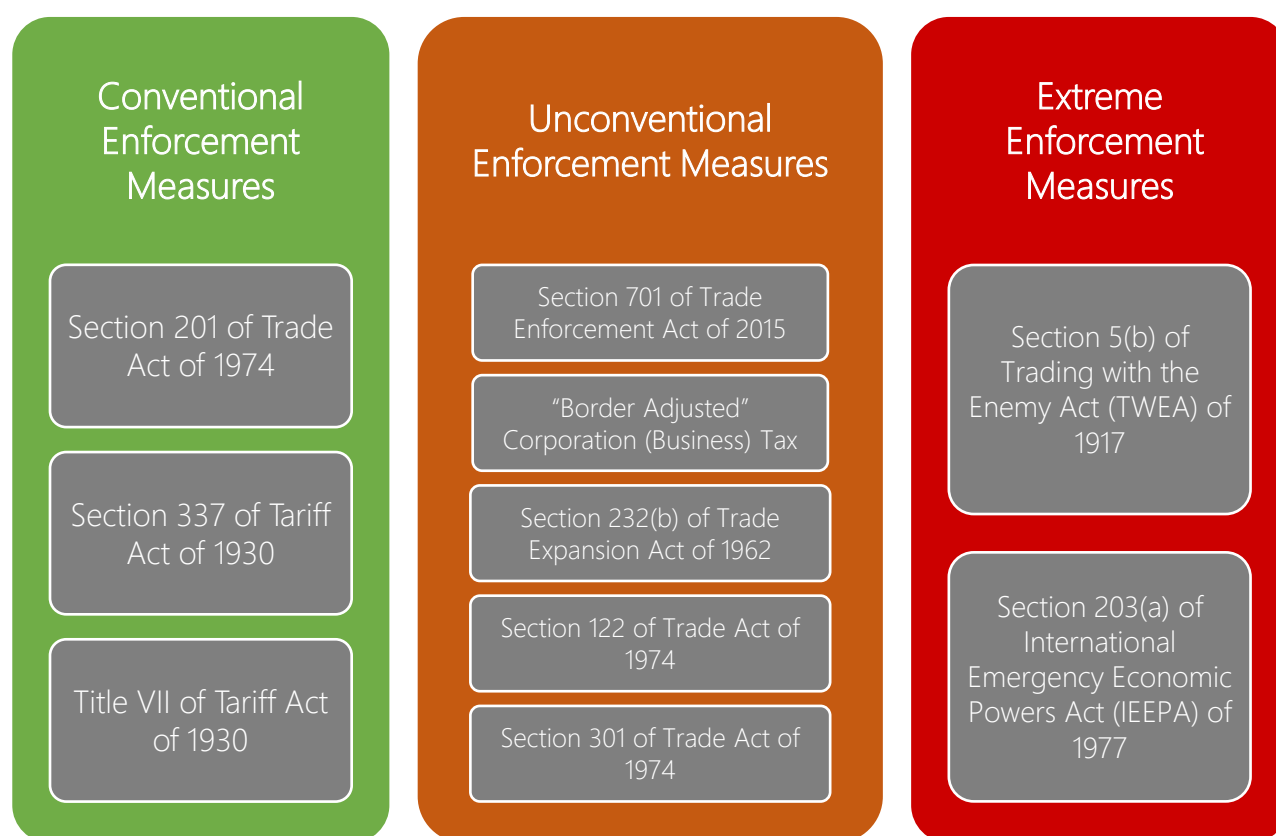 Conventional
Enforcement
Measures
Section 201 of Trade
Act of 1974
Section 337 of Tariff
Act of 1930
Title VII of Tariff Act
of 1930
Unconventional
Enforcement Measures
Section 701 of Trade
Enforcement Act of 2015
“Border Adjusted”
Corporation (Business) Tax
Section 232(b) of Trade
Expansion Act of 1962
Section 122 of Trade Act of
1974
Section 301 of Trade Act of
1974
Extreme
Enforcement
Measures
Section 5(b) of
Trading with the
Enemy Act (TWEA) of
1917
Section 203(a) of
International
Emergency Economic
Powers Act (IEEPA) of
1977